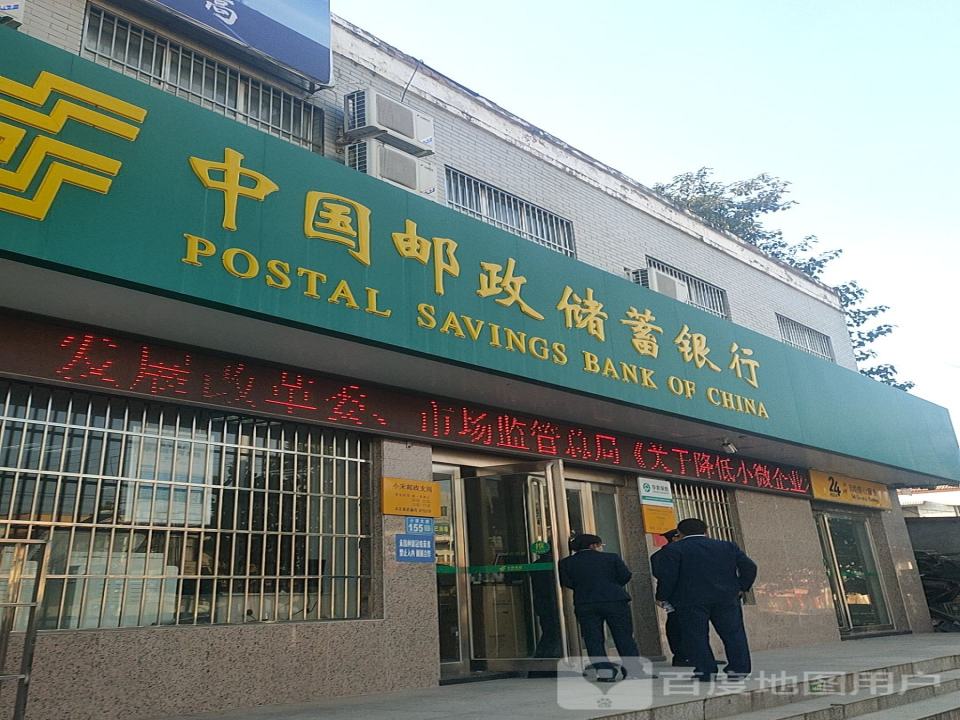 高
中国邮政储蓄银行
POSTAL SAVINGS BANK OF CHINA
发展改革委、市场监管总局《关于降低小微企业
24
155
百度地图用户